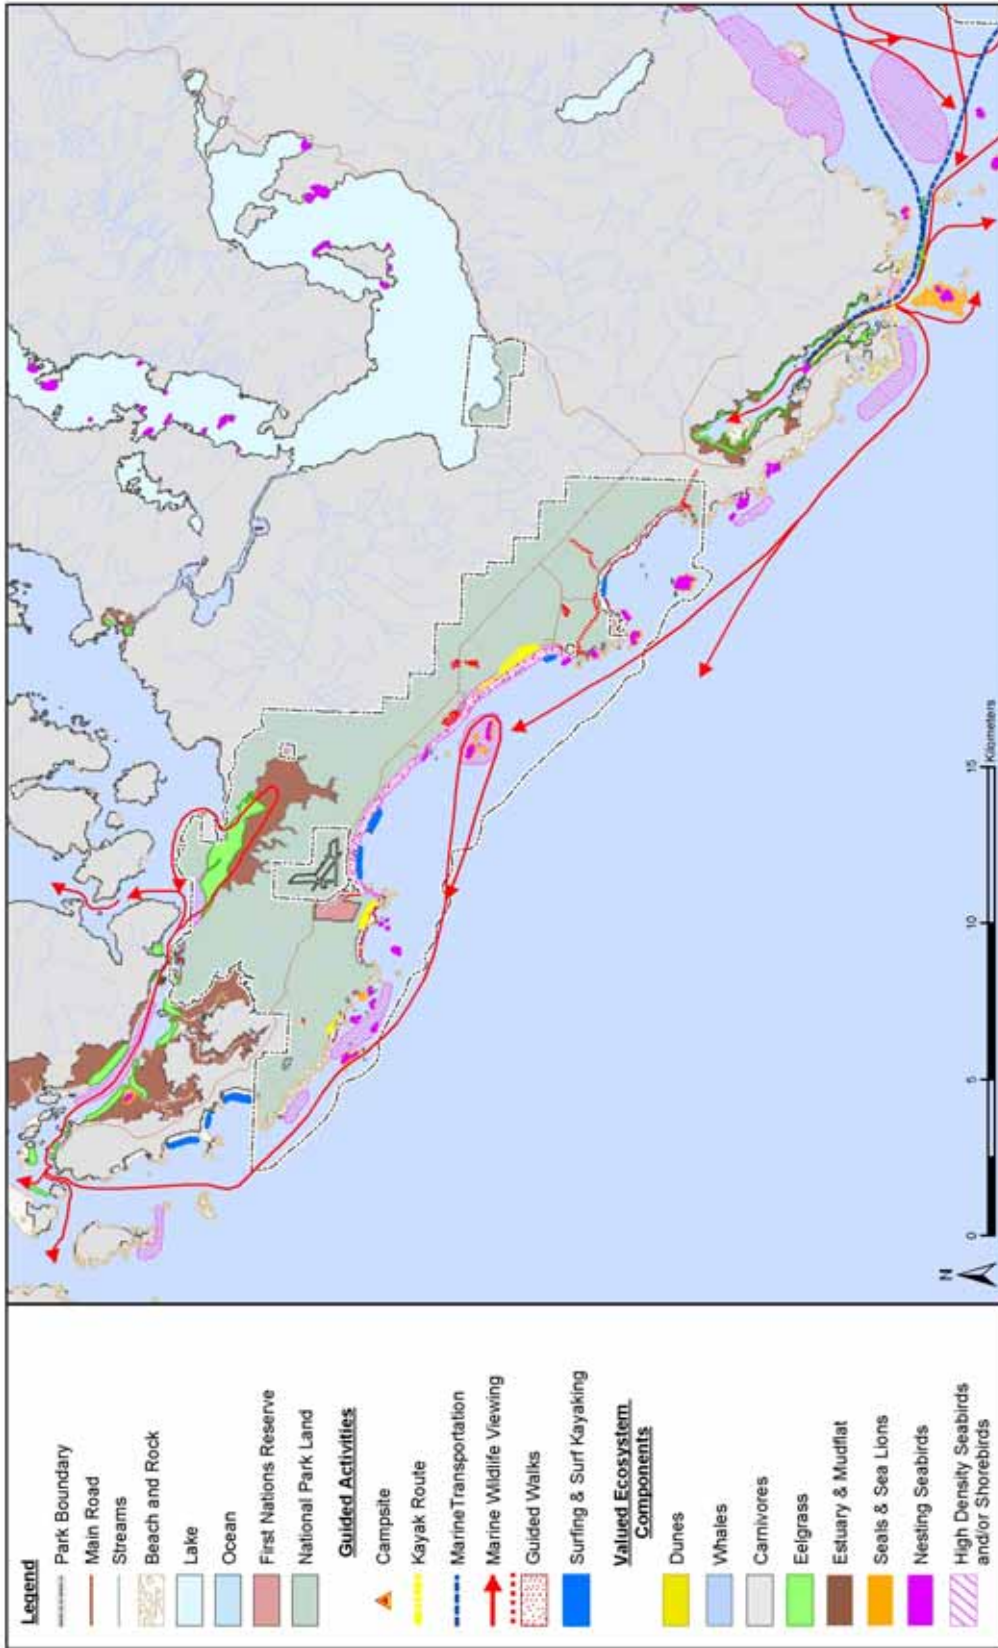 Legend
Park Boundary
Main Road
Streams
Beach and Rock
Lake
Ocean
First Nations Reserve
National Park Land
Guided Activities
Campsite
Kayak Route
Marine Transportation
Marine Wildlife Viewing
Guided Walks
Surfing & Surf Kayaking
Valued Ecosystem
Components
Dunes
Whales
Carnivores
Eelgrass
Estuary & Mudflat
Seals & Sea Lions
Nesting Seabirds
High Density Seabirds
and/or Shorebirds
N
0
5
10
15
Kilometers